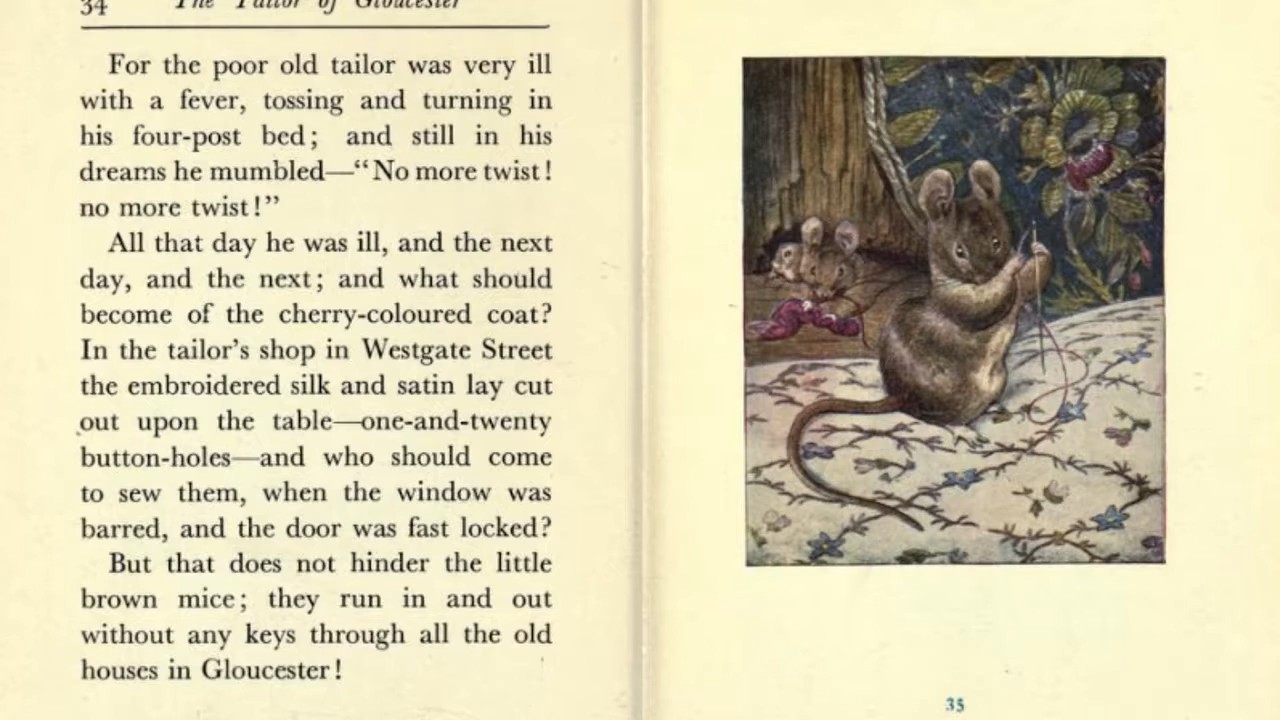 34 The Tailor of Gloucester
For the poor old tailor was very ill
with a fever, tossing and turning in
his four-post bed; and still in his
dreams he mumbled—“No more twist!
no more twist!”
All that day he was ill, and the next
day, and the next; and what should
become of the cherry-coloured coat?
In the tailor's shop in Westgate Street
the embroidered silk and satin lay cut
out upon the table—one-and-twenty
button-holes—and who should come
to sew them, when the window was
barred, and the door was fast locked?
But that does not hinder the little
brown mice; they run in and out
without any keys through all the old
houses in Gloucester!
35